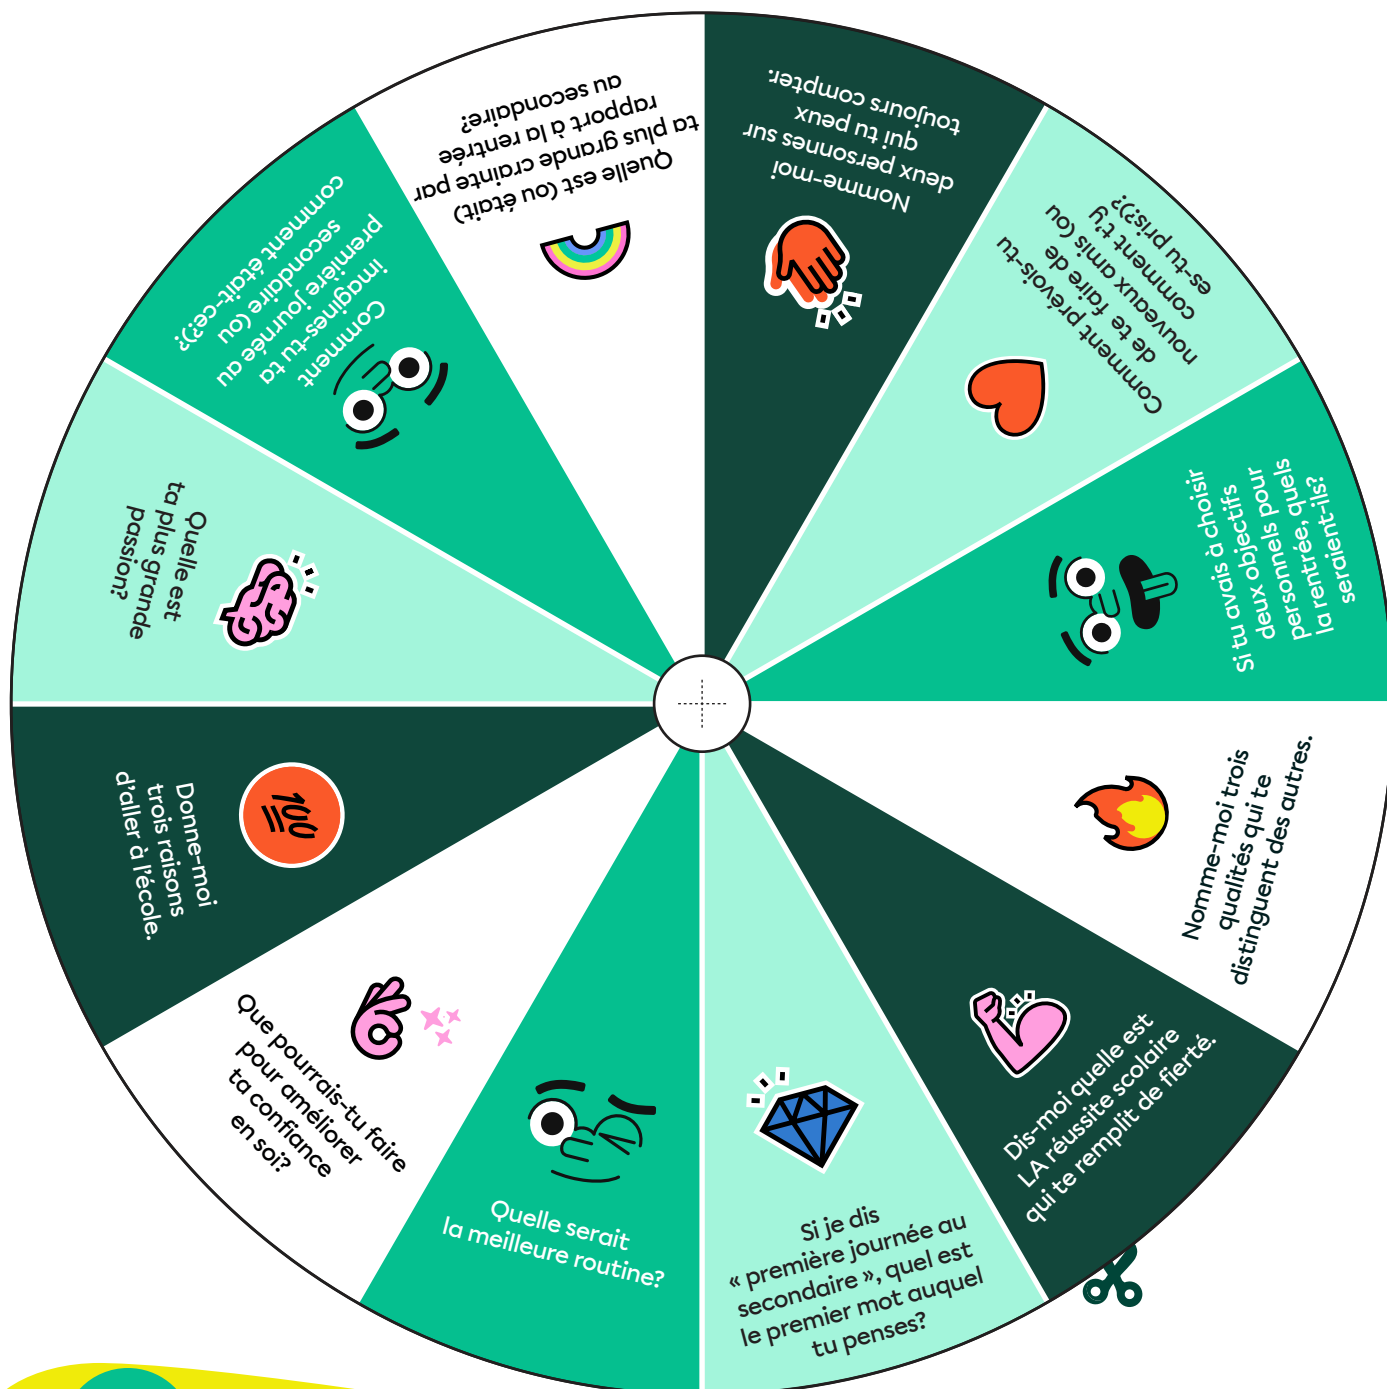 Nomme-moi
deux personnes sur
qui tu peux
toujours compter.
Comment prévois-tu
de te faire de
nouveaux amis (ou
comment t'y
es-tu pris?)?
Si tu avais à choisir
deux objectifs
personnels pour
la rentrée, quels
seraient-ils?
Nomme-moi trois
qualités qui te
distinguent des autres.
Dis-moi quelle est
LA réussite scolaire
qui te remplit de fierté.
Si je dis
« première journée au
secondaire », quel est
le premier mot auquel
tu penses?
Quelle serait
la meilleure routine?
Que pourrais-tu faire
pour améliorer
ta confiance
en soi?
Donne-moi
trois raisons
d'aller à l'école.
100
Quelle est
ta plus grande
passion?
Comment
imagines-tu ta
première journée au
secondaire (ou
comment était-ce?)?
Quelle est (ou était)
ta plus grande crainte par
rapport à la rentrée
au secondaire?